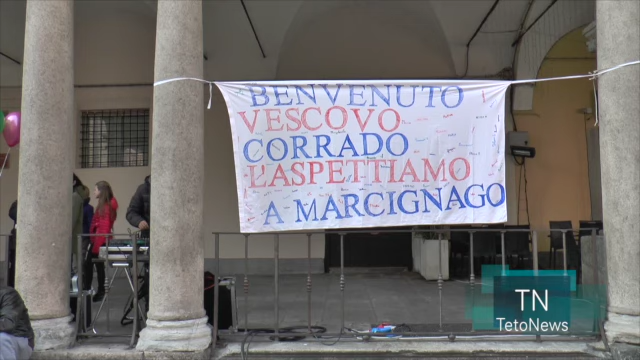 BENVENUTO
VESCOVO
CORRADO
L'ASPETTIAMO
A MARCIGNAGO
TN
TetoNews